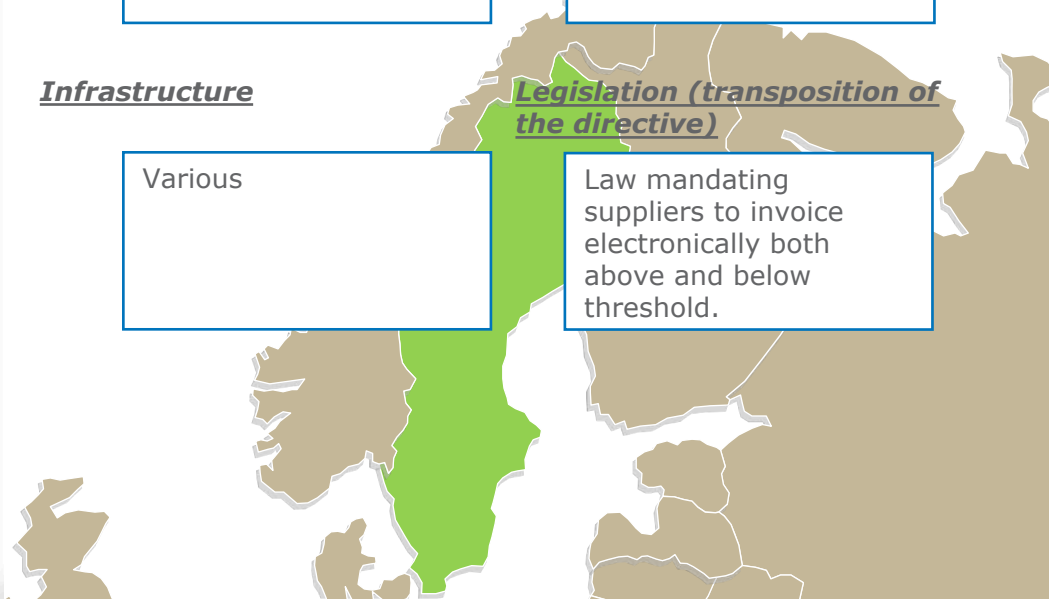 Infrastructure
Legislation (transposition of
the directive)
Various
Law mandating
suppliers to invoice
electronically both
above and below
threshold.